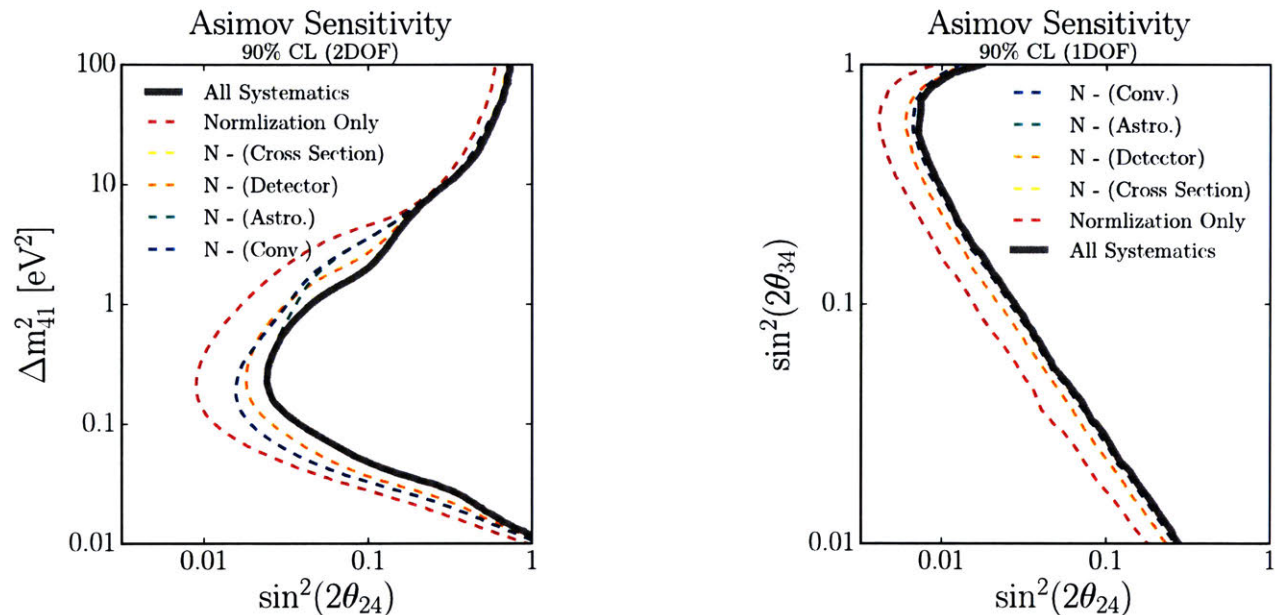 Asimov Sensitivity
90% CL (2DOF)
100
10
1
0.1
0.01
Δm²₄₁ [eV²]
All Systematics
Normlization Only
N - (Cross Section)
N - (Detector)
N - (Astro.)
N - (Conv.)
0.01
0.1
1
sin²(2θ₂₄)
Asimov Sensitivity
90% CL (1DOF)
1
0.1
0.01
sin²(2θ₃₄)
N - (Conv.)
N - (Astro.)
N - (Detector)
N - (Cross Section)
Normlization Only
All Systematics
0.01
0.1
1
sin²(2θ₂₄)